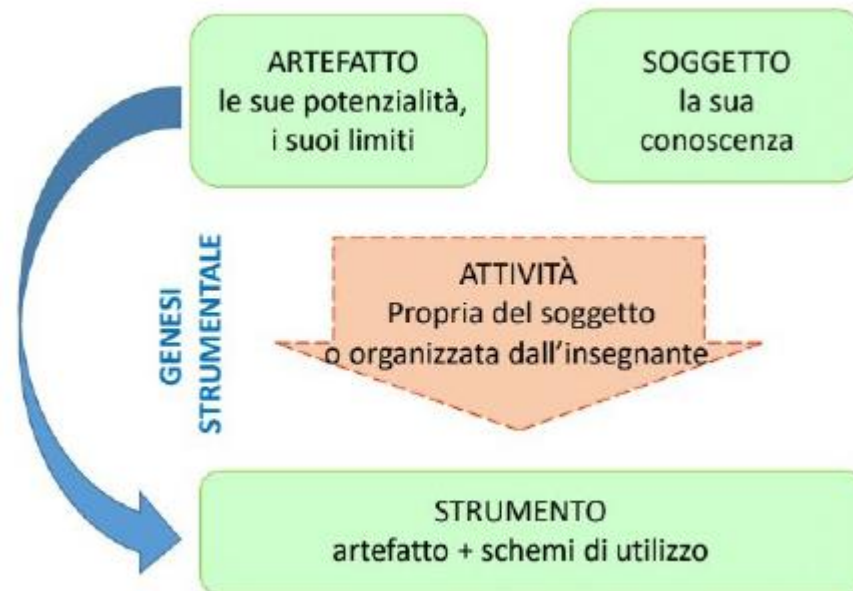 ARTEFATTO
le sue potenzialità,
i suoi limiti
SOGGETTO
la sua
conoscenza
GENESI
STRUMENTALE
ATTIVITÀ
Propria del soggetto
o organizzata dall'insegnante
STRUMENTO
artefatto + schemi di utilizzo